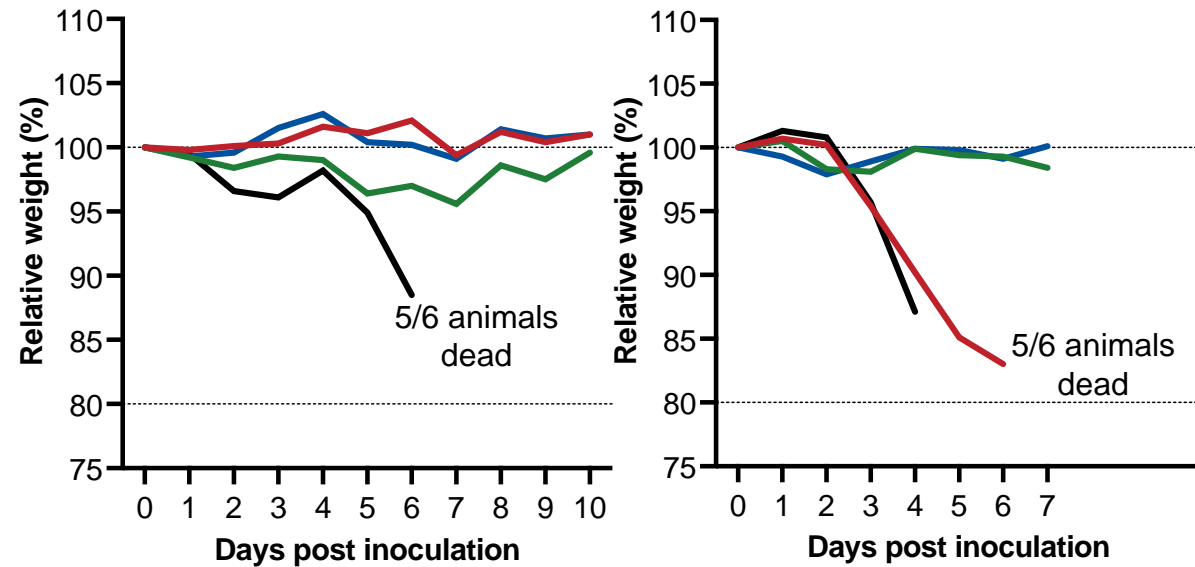 110
105
100
95
90
85
80
75
Relative weight (%)
5/6 animals
dead
0 1 2 3 4 5 6 7 8 9 10
Days post inoculation
110
105
100
95
90
85
80
75
Relative weight (%)
5/6 animals
dead
0 1 2 3 4 5 6 7
Days post inoculation